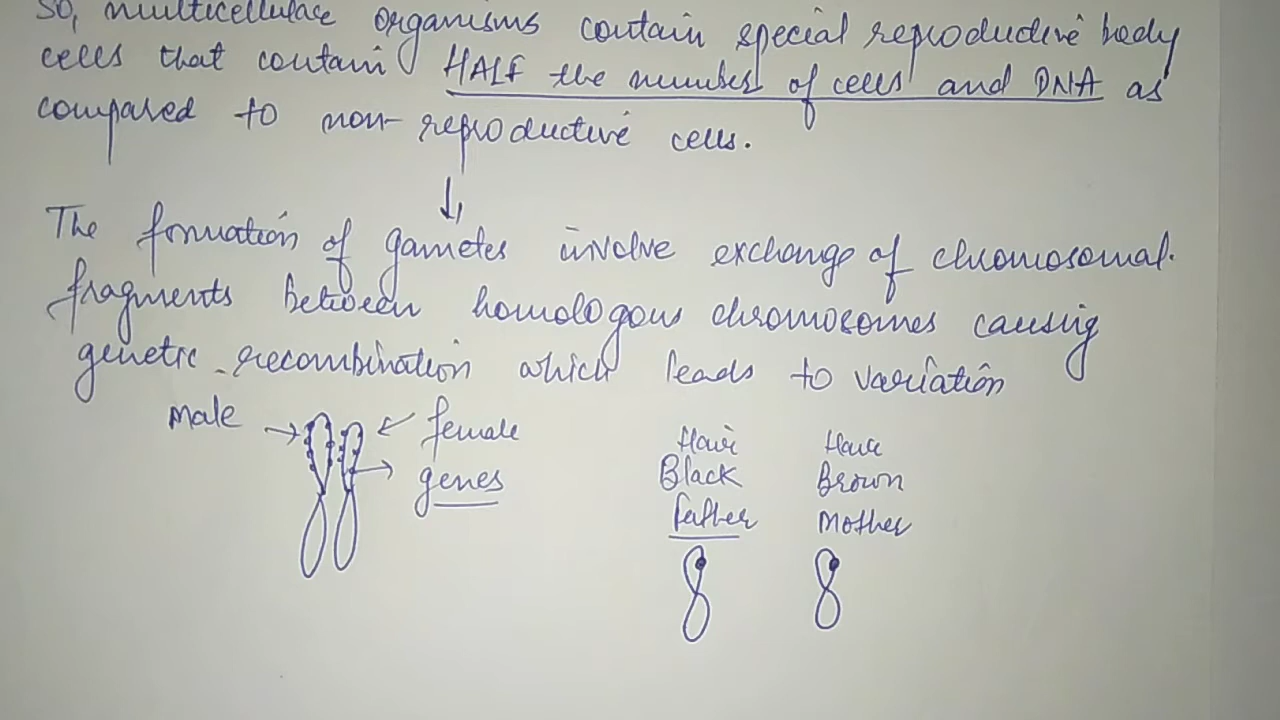 So, multicellular organisms contain special reproductive body
cells that contain HALF the number of cells and DNA as
compared to non-reproductive cells.
The formation of gametes involve exchange of chromosomal
fragments between homologous chromosomes causing
genetic recombination which leads to variation
Male
female
genes
Hair
Black
Father
Hair
Brown
Mother